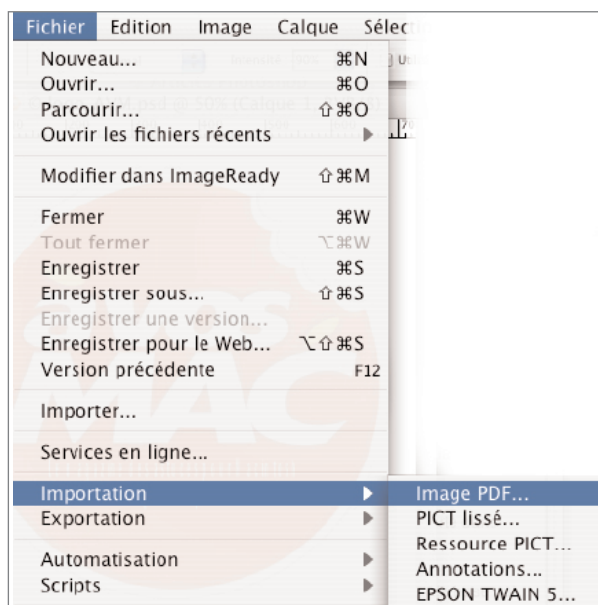 Fichier Edition Image Calque Sélect
Nouveau... ⌘N
Ouvrir... ⌘O
Parcourir... ⇧⌘O
Ouvrir les fichiers récents ▶
Modifier dans ImageReady ⇧⌘M
Fermer ⌘W
Tout fermer ⌥⌘W
Enregistrer ⌘S
Enregistrer sous... ⇧⌘S
Enregistrer une version...
Enregistrer pour le Web... ⌥⇧⌘S
Version précédente F12
Importer...
Services en ligne...
Importation ▶ Image PDF...
Exportation ▶ PICT lissé...
Ressource PICT...
Automatisation ▶ Annotations...
Scripts ▶ EPSON TWAIN 5...